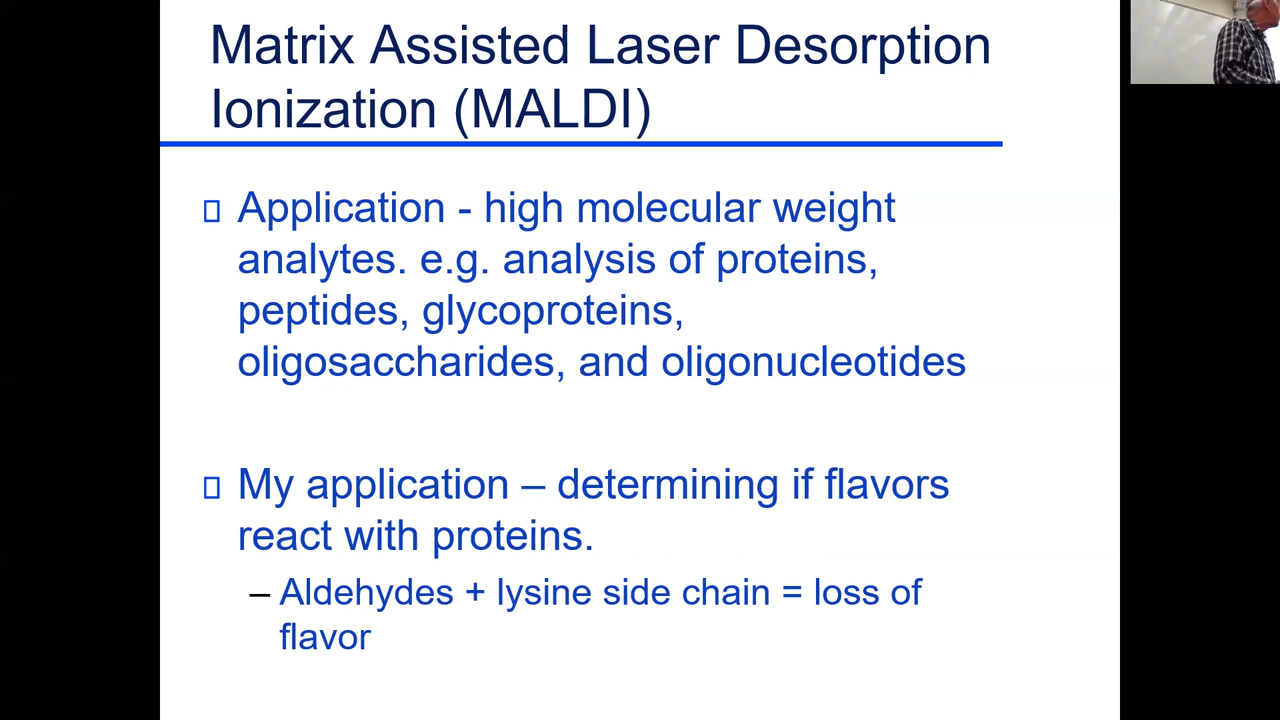 Matrix Assisted Laser Desorption
Ionization (MALDI)
Application - high molecular weight
analytes. e.g. analysis of proteins,
peptides, glycoproteins,
oligosaccharides, and oligonucleotides
My application – determining if flavors
react with proteins.
– Aldehydes + lysine side chain = loss of
flavor